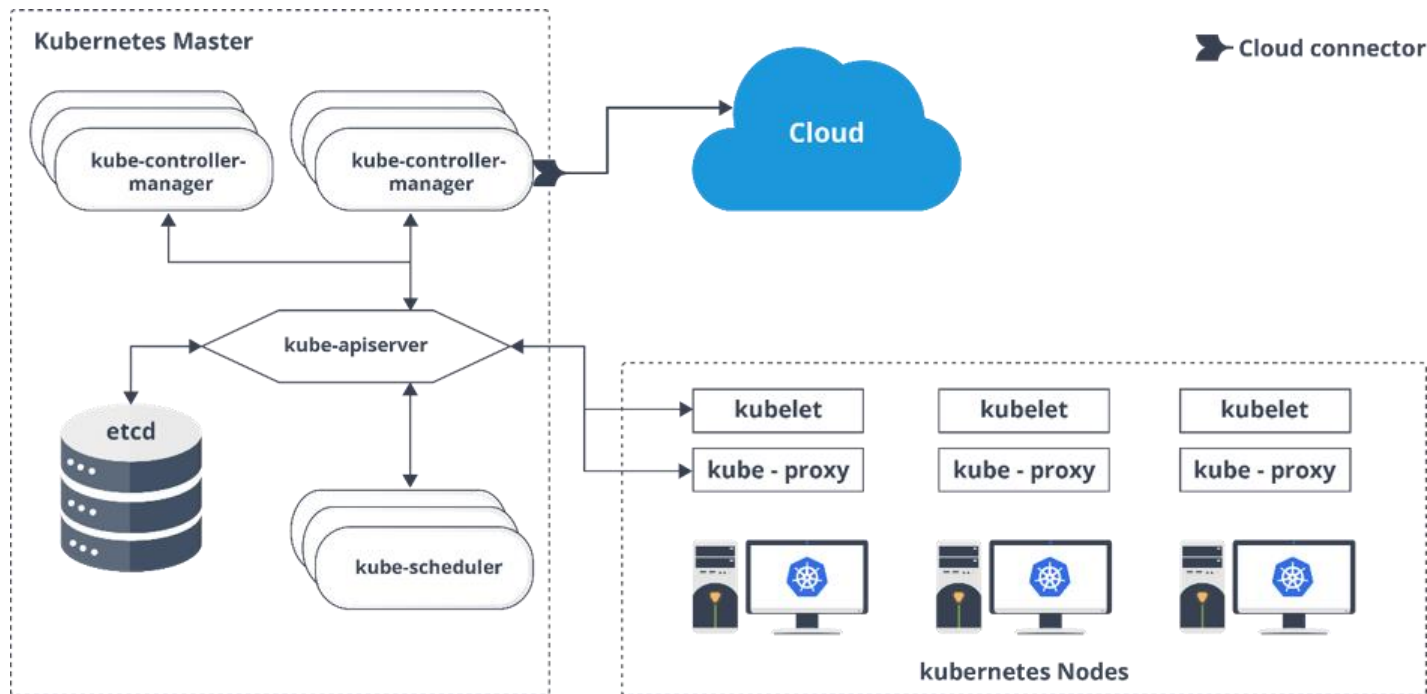 Kubernetes Master
Cloud connector
kube-controller-
manager
kube-controller-
manager
Cloud
kube-apiserver
etcd
kube-scheduler
kubelet
kubelet
kubelet
kube - proxy
kube - proxy
kube - proxy
kubernetes Nodes